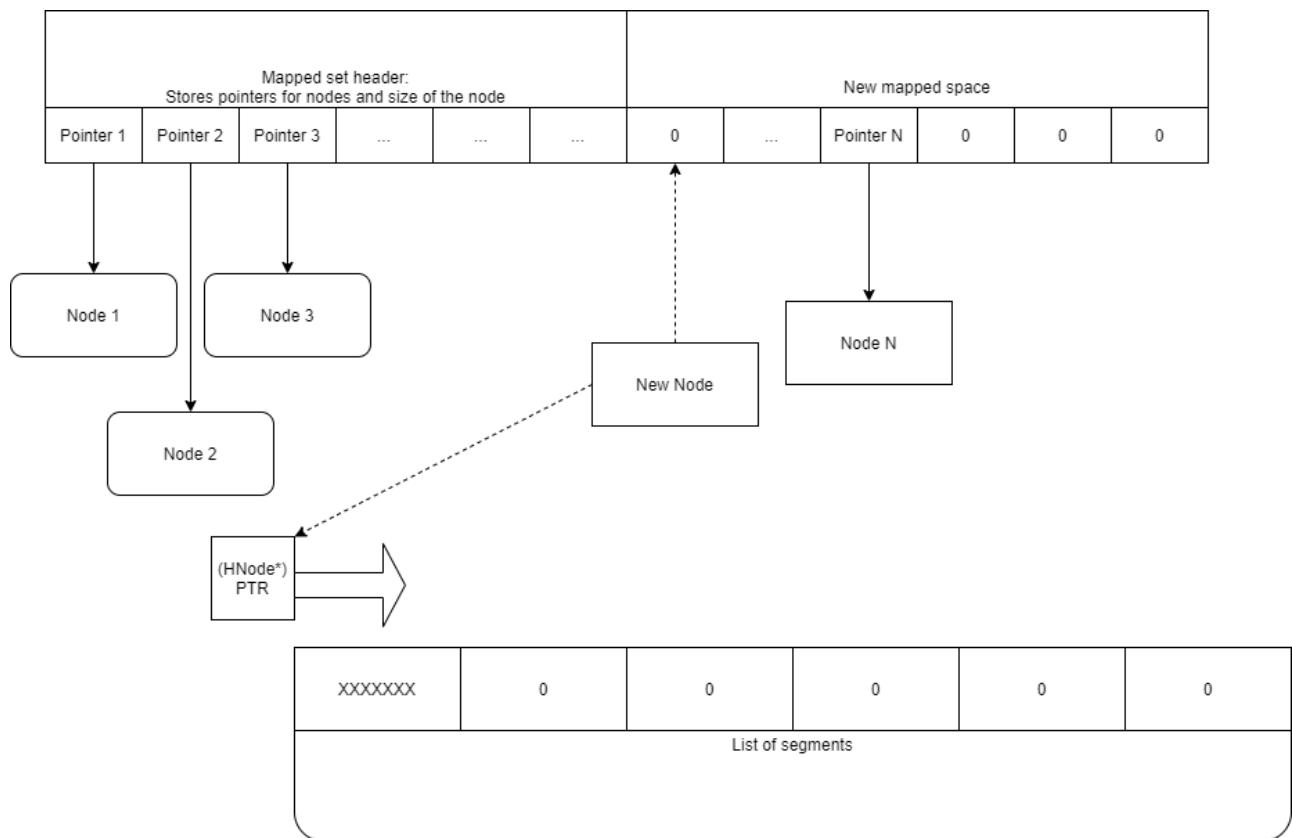 Mapped set header:
Stores pointers for nodes and size of the node
New mapped space
Pointer 1
Pointer 2
Pointer 3
...
...
...
0
...
Pointer N
0
0
0
Node 1
Node 3
Node N
New Node
Node 2
(HNode*)
PTR
XXXXXXX
0
0
0
0
0
List of segments